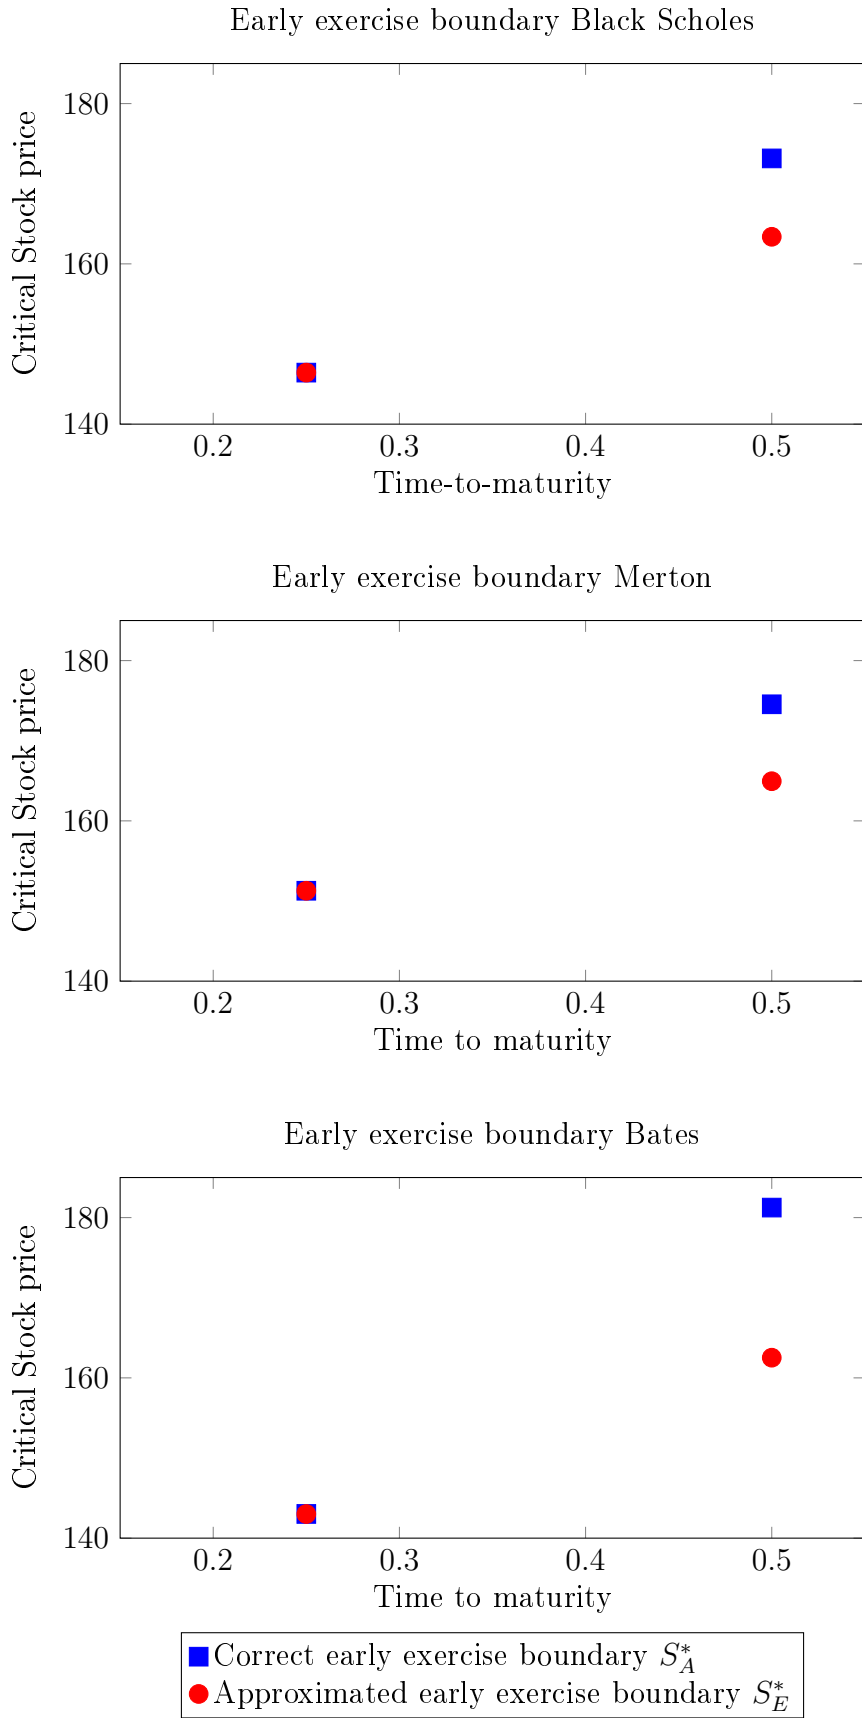 Early exercise boundary Black Scholes
180
160
140
Critical Stock price
0.2 0.3 0.4 0.5
Time-to-maturity
Early exercise boundary Merton
180
160
140
Critical Stock price
0.2 0.3 0.4 0.5
Time to maturity
Early exercise boundary Bates
180
160
140
Critical Stock price
0.2 0.3 0.4 0.5
Time to maturity
Correct early exercise boundary $S_A^*$
Approximated early exercise boundary $S_E^*$